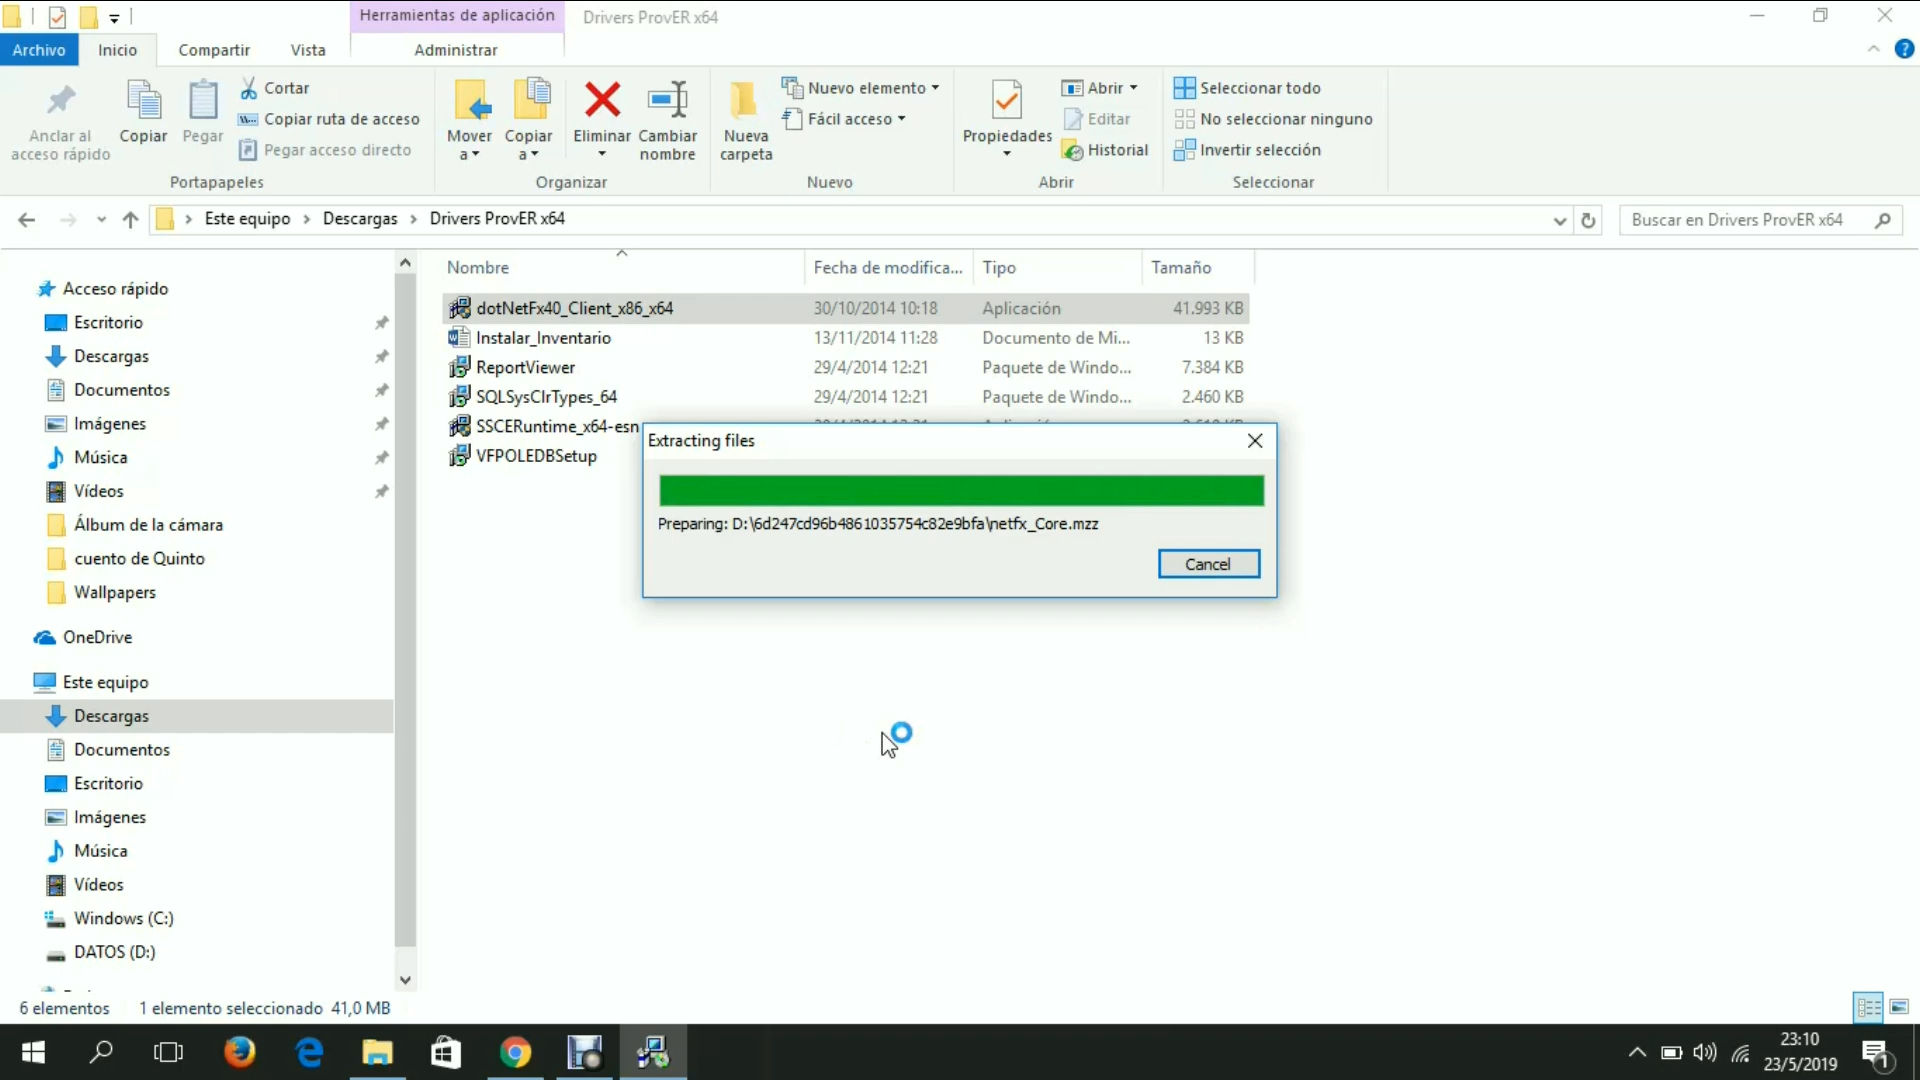 Herramientas de aplicación
Drivers ProvER x64
Archivo
Inicio
Compartir
Vista
Administrar
Anclar al
acceso rápido
Copiar
Pegar
Cortar
Copiar ruta de acceso
Pegar acceso directo
Portapapeles
Mover
a
Copiar
a
Eliminar
Cambiar
nombre
Organizar
Nueva
carpeta
Nuevo elemento
Fácil acceso
Nuevo
Propiedades
Abrir
Editar
Historial
Abrir
Seleccionar todo
No seleccionar ninguno
Invertir selección
Seleccionar
Este equipo > Descargas > Drivers ProvER x64
Buscar en Drivers ProvER x64
Acceso rápido
Escritorio
Descargas
Documentos
Imágenes
Música
Vídeos
Álbum de la cámara
cuento de Quinto
Wallpapers
OneDrive
Este equipo
Descargas
Documentos
Escritorio
Imágenes
Música
Vídeos
Windows (C:)
DATOS (D:)
Nombre Fecha de modifica... Tipo Tamaño
dotNetFx40_Client_x86_x64 30/10/2014 10:18 Aplicación 41.993 KB
Instalar_Inventario 13/11/2014 11:28 Documento de Mi... 13 KB
ReportViewer 29/4/2014 12:21 Paquete de Windo... 7.384 KB
SQLSysClrTypes_64 29/4/2014 12:21 Paquete de Windo... 2.460 KB
SSCERuntime_x64-esn
VFPOLEDBSetup
Extracting files
Preparing: D:\6d247cd96b4861035754c82e9bfa\netfx_Core.mzz
Cancel
6 elementos 1 elemento seleccionado 41,0 MB
23:10
23/5/2019
1